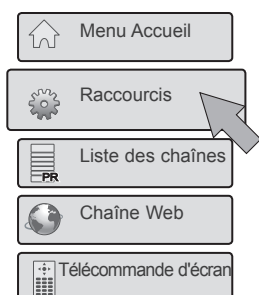 Menu Accueil
Raccourcis
Liste des chaînes
PR
Chaîne Web
Télécommande d'écran